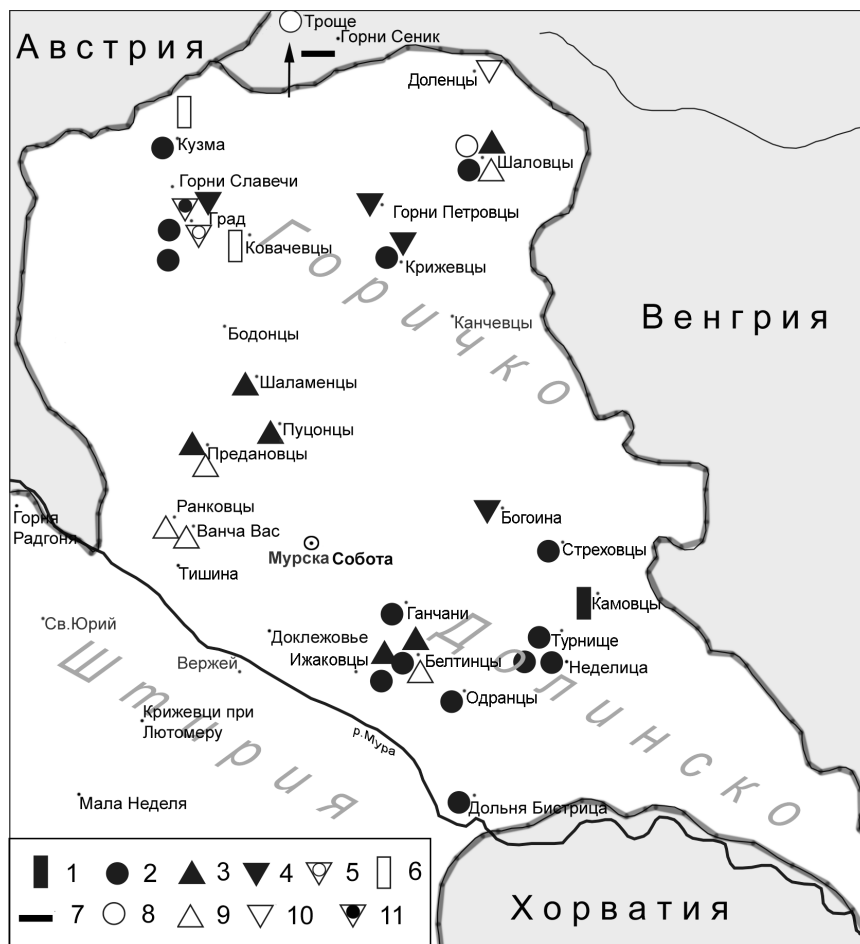 Троще
Австрия
Горни Сеник
Доленцы
Кузма
Шаловцы
Горни Славечи
Град
Горни Петровцы
Ковачевцы
Крижевцы
Горичко
Канчевцы
Венгрия
Бодонцы
Шаламенцы
Пуцонцы
Предановцы
Ранковцы
Богоина
Горня
Радгоня
Ванча Вас
Стреховцы
Мурска Собота
Тишина
Камовцы
Ганчани
Св.Юрий
Доклежовье
Турнище
Ижаковцы
Белтинцы
Вержей
Неделица
Долинско
Штирия
Одранцы
Крижевци при
Лютомеру
р.Мура
Мала Неделя
Дольня Бистрица
1 2 3 4 5 6
7 8 9 10 11
Хорватия